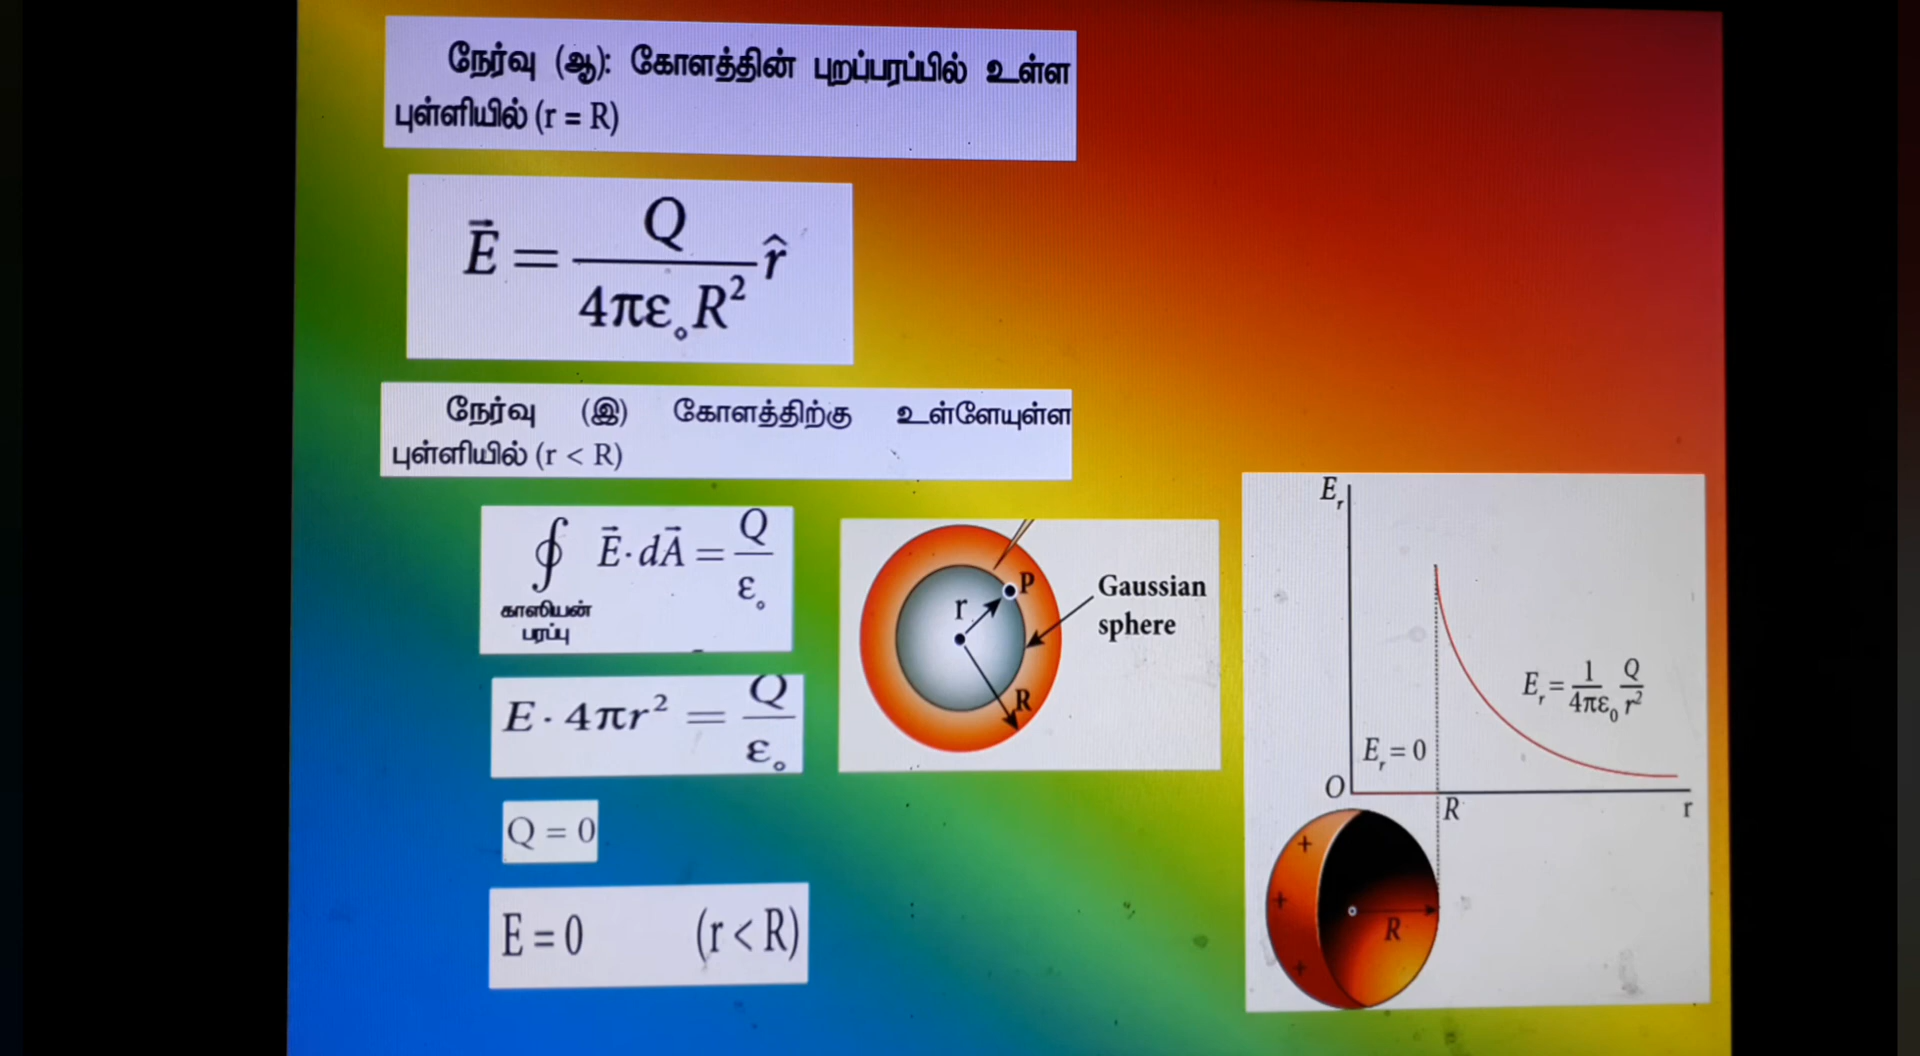 நேர்வு (ஆ): கோளத்தின் புறப்பரப்பில் உள்ள
புள்ளியில் (r = R)
E⃗ = Q / 4πε₀R² r̂
நேர்வு (இ) கோளத்திற்கு உள்ளேயுள்ள
புள்ளியில் (r < R)
∮ E⃗ · dA⃗ = Q / ε₀
காஸியன்
பரப்பு
E · 4πr² = Q / ε₀
Q = 0
E = 0 (r < R)
P
r
R
Gaussian
sphere
Eᵣ
Eᵣ = 1 / 4πε₀ Q / r²
Eᵣ = 0
O
R
r
+
+
+
R